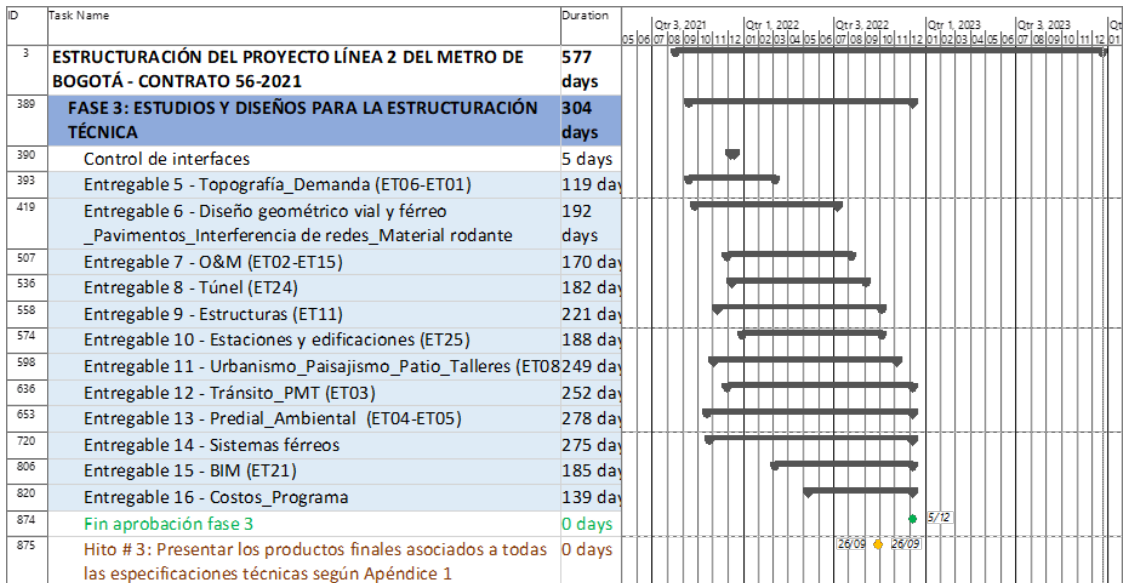 ID Task Name Duration
Qtr 3, 2021 Qtr 1, 2022 Qtr 3, 2022 Qtr 1, 2023 Qtr 3, 2023 Qt
05 06 07 08 09 10 11 12 01 02 03 04 05 06 07 08 09 10 11 12 01 02 03 04 05 06 07 08 09 10 11 12 01
3 ESTRUCTURACIÓN DEL PROYECTO LÍNEA 2 DEL METRO DE 577
BOGOTÁ - CONTRATO 56-2021 days
389 FASE 3: ESTUDIOS Y DISEÑOS PARA LA ESTRUCTURACIÓN 304
TÉCNICA days
390 Control de interfaces 5 days
393 Entregable 5 - Topografía_Demanda (ET06-ET01) 119 day
419 Entregable 6 - Diseño geométrico vial y férreo 192
_Pavimentos_Interferencia de redes_Material rodante days
507 Entregable 7 - O&M (ET02-ET15) 170 day
536 Entregable 8 - Túnel (ET24) 182 day
558 Entregable 9 - Estructuras (ET11) 221 day
574 Entregable 10 - Estaciones y edificaciones (ET25) 188 day
598 Entregable 11 - Urbanismo_Paisajismo_Patio_Talleres (ET08 249 day
636 Entregable 12 - Tránsito_PMT (ET03) 252 day
653 Entregable 13 - Predial_Ambiental (ET04-ET05) 278 day
720 Entregable 14 - Sistemas férreos 275 day
806 Entregable 15 - BIM (ET21) 185 day
820 Entregable 16 - Costos_Programa 139 day
874 Fin aprobación fase 3 0 days 5/12
875 Hito # 3: Presentar los productos finales asociados a todas 0 days 26/09 26/09
las especificaciones técnicas según Apéndice 1